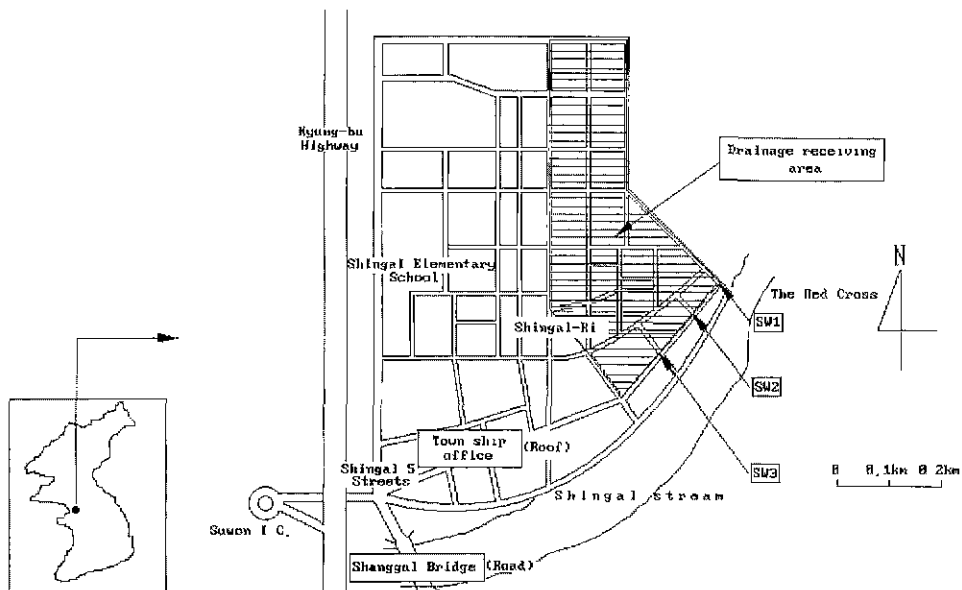 Kyung-bu
Highway
Drainage receiving
area
N
Shingal Elementary
School
The Red Cross
SW1
Shingal-Ri
SW2
Town ship
office
(Roof)
SW3
Shingal 5
Streets
0 0.1km 0.2km
Shingal stream
Suwon I C.
Shanggal Bridge (Road)